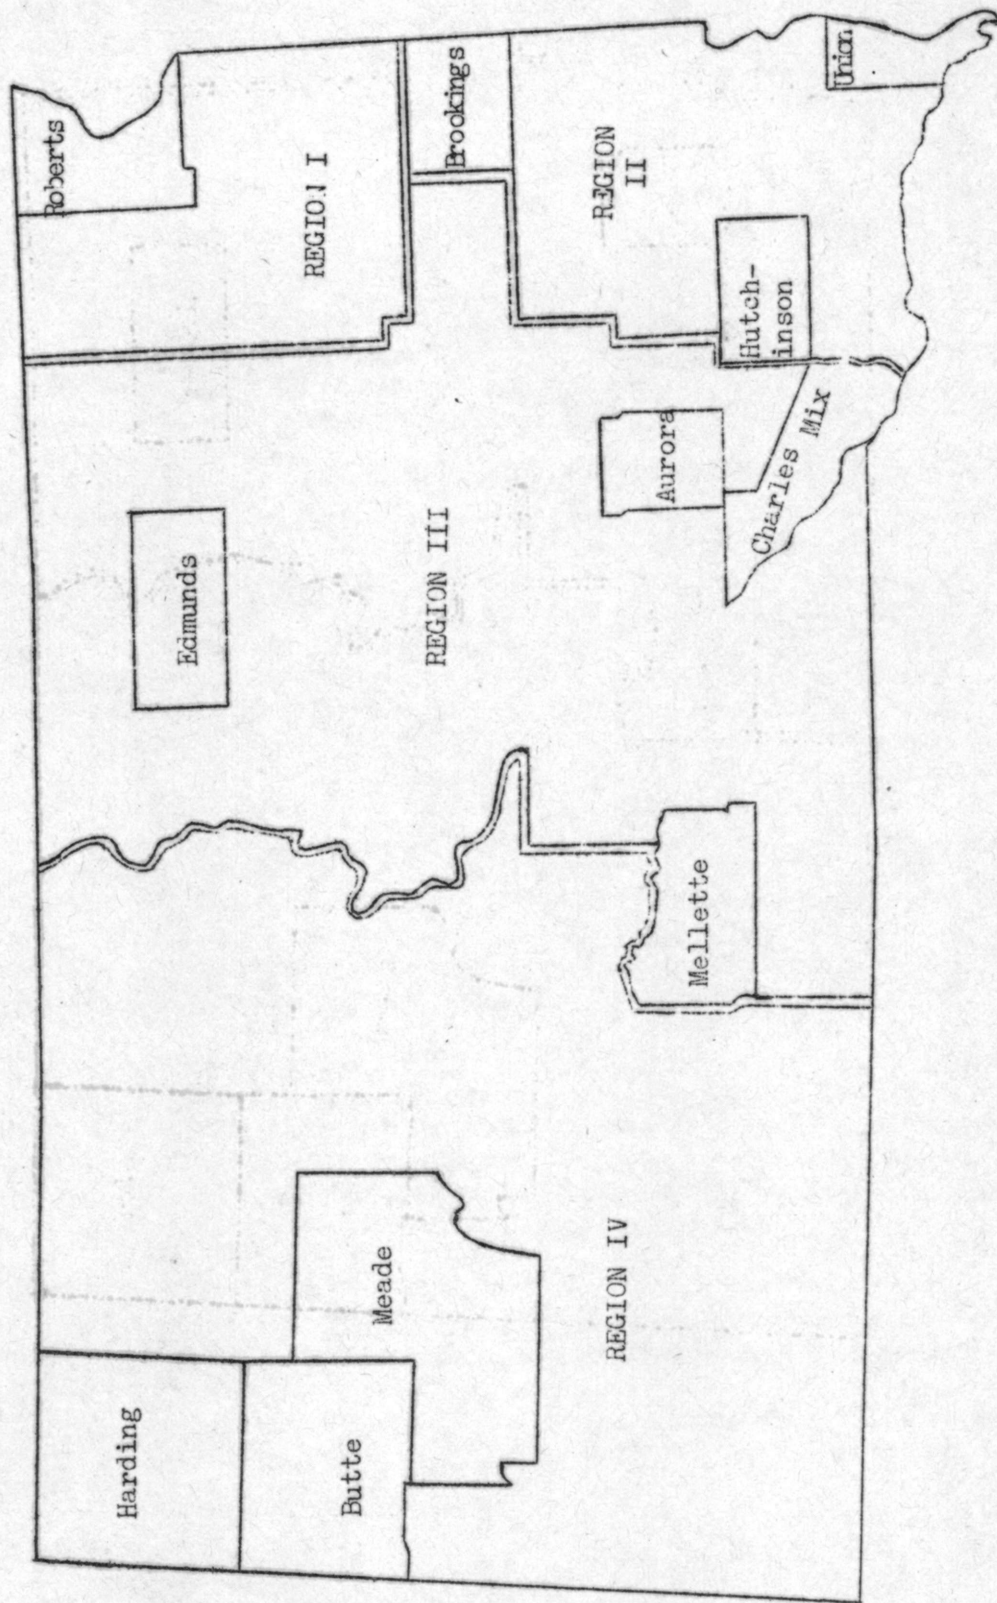 Harding
Butte
Meade
REGION IV
Mellette
Edmunds
REGION III
Aurora
Charles Mix
Roberts
REGION I
Brookings
REGION
II
Hutch-
inson
Union